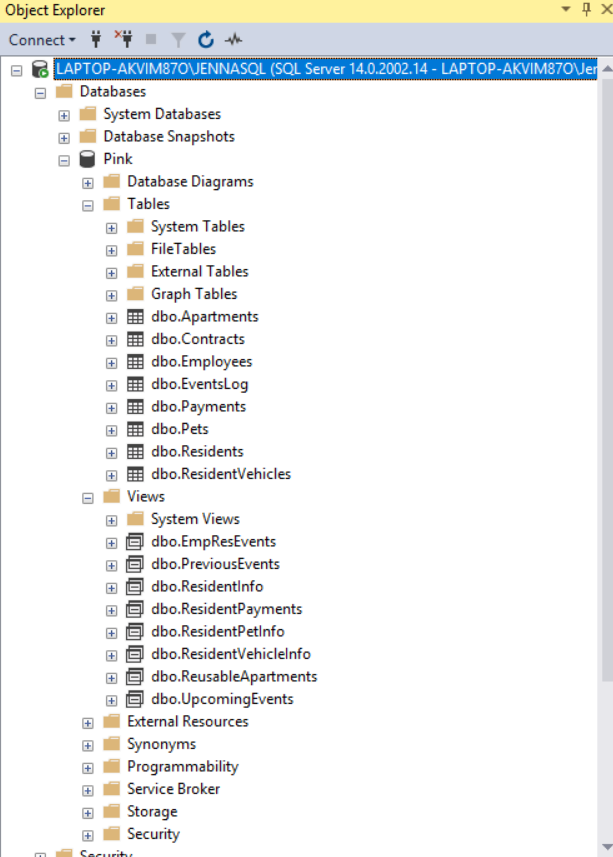 Object Explorer
Connect
LAPTOP-AKVIM87O\JENNASQL (SQL Server 14.0.2002.14 - LAPTOP-AKVIM87O\Jer
Databases
System Databases
Database Snapshots
Pink
Database Diagrams
Tables
System Tables
FileTables
External Tables
Graph Tables
dbo.Apartments
dbo.Contracts
dbo.Employees
dbo.EventsLog
dbo.Payments
dbo.Pets
dbo.Residents
dbo.ResidentVehicles
Views
System Views
dbo.EmpResEvents
dbo.PreviousEvents
dbo.ResidentInfo
dbo.ResidentPayments
dbo.ResidentPetInfo
dbo.ResidentVehicleInfo
dbo.ReusableApartments
dbo.UpcomingEvents
External Resources
Synonyms
Programmability
Service Broker
Storage
Security
Security